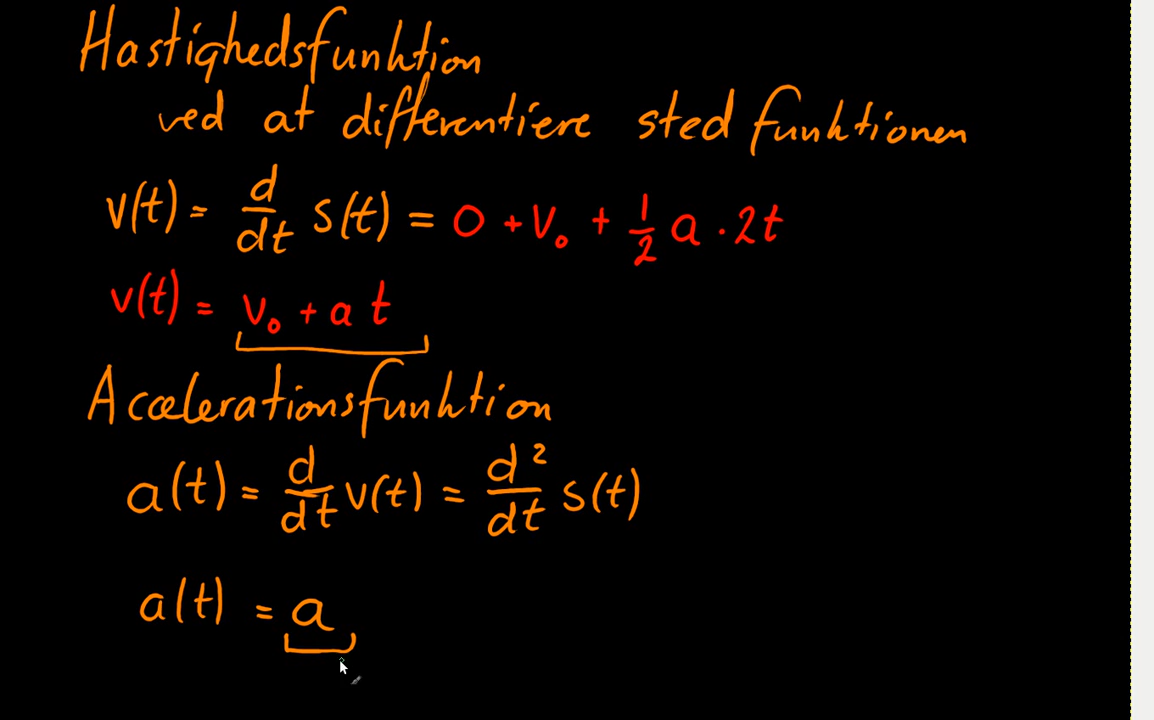 Hastighedsfunktion
ved at differentiere sted funktionen
v(t) = d/dt s(t) = 0 + v₀ + 1/2 a · 2t
v(t) = v₀ + a t
Accelerationsfunktion
a(t) = d/dt v(t) = d²/dt s(t)
a(t) = a